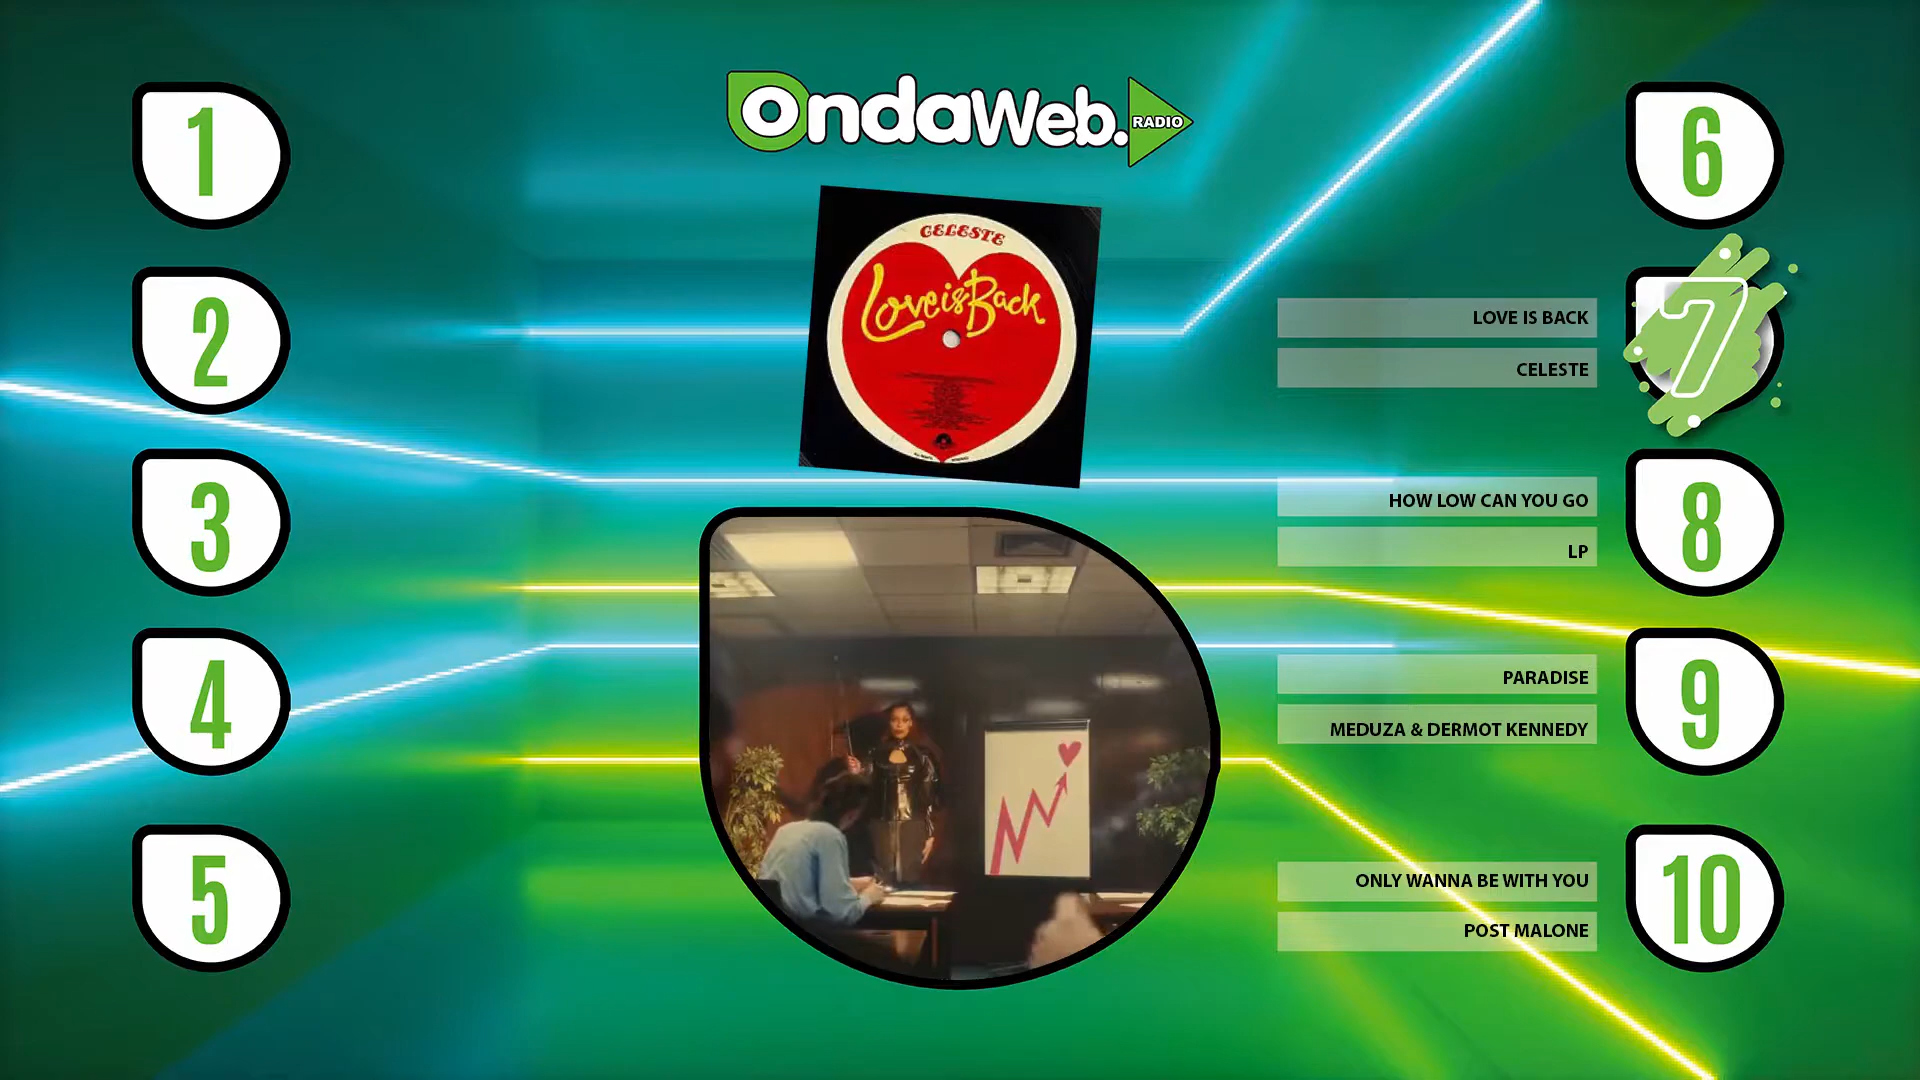 OndaWeb.
RADIO
1
2
3
4
5
CELESTE
Love is Back
6
LOVE IS BACK
CELESTE
7
HOW LOW CAN YOU GO
LP
8
PARADISE
MEDUZA & DERMOT KENNEDY
9
ONLY WANNA BE WITH YOU
POST MALONE
10